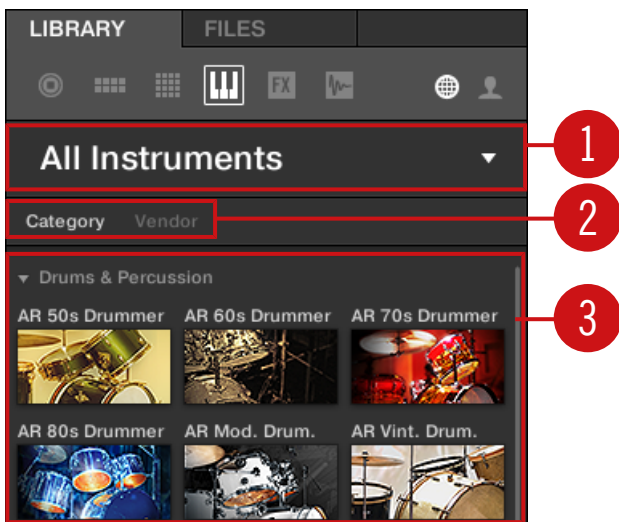 LIBRARY FILES
FX
All Instruments
1
Category Vendor
2
Drums & Percussion
AR 50s Drummer AR 60s Drummer AR 70s Drummer
3
AR 80s Drummer AR Mod. Drum. AR Vint. Drum.